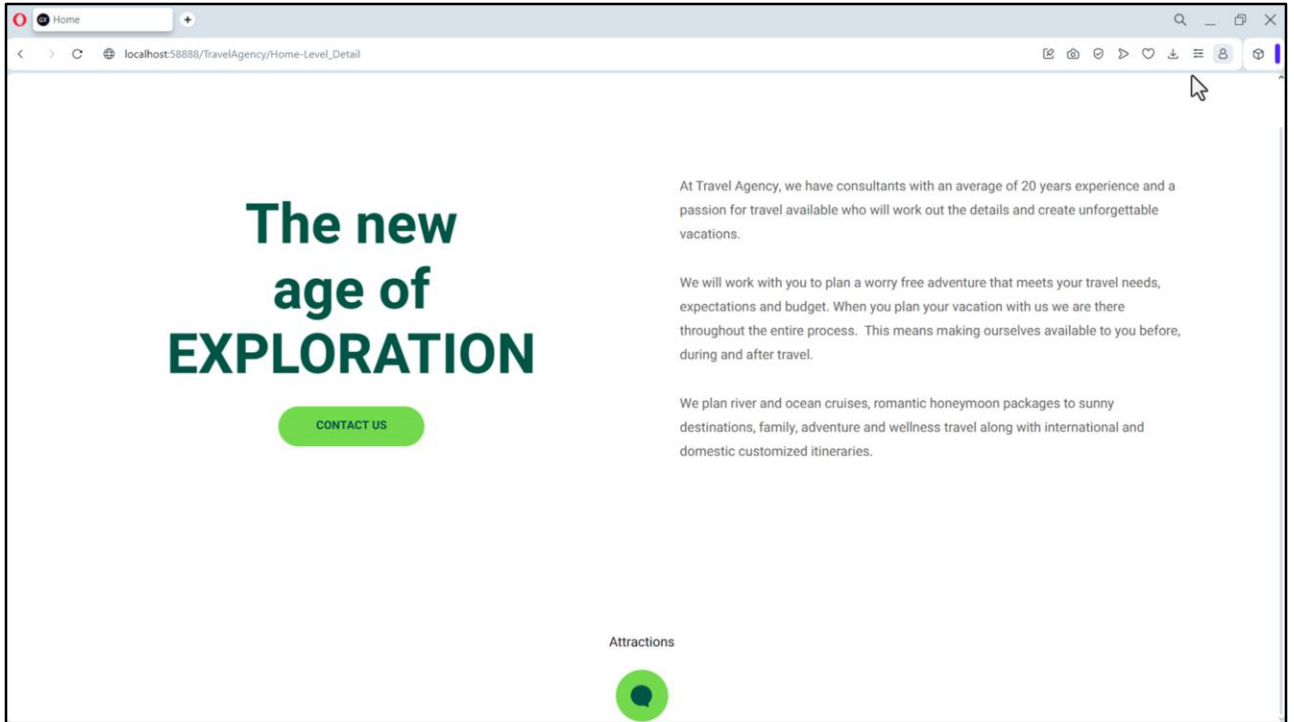 Home
localhost:58888/TravelAgency/Home-Level_Detail
The new
age of
EXPLORATION
CONTACT US
At Travel Agency, we have consultants with an average of 20 years experience and a
passion for travel available who will work out the details and create unforgettable
vacations.
We will work with you to plan a worry free adventure that meets your travel needs,
expectations and budget. When you plan your vacation with us we are there
throughout the entire process.  This means making ourselves available to you before,
during and after travel.
We plan river and ocean cruises, romantic honeymoon packages to sunny
destinations, family, adventure and wellness travel along with international and
domestic customized itineraries.
Attractions